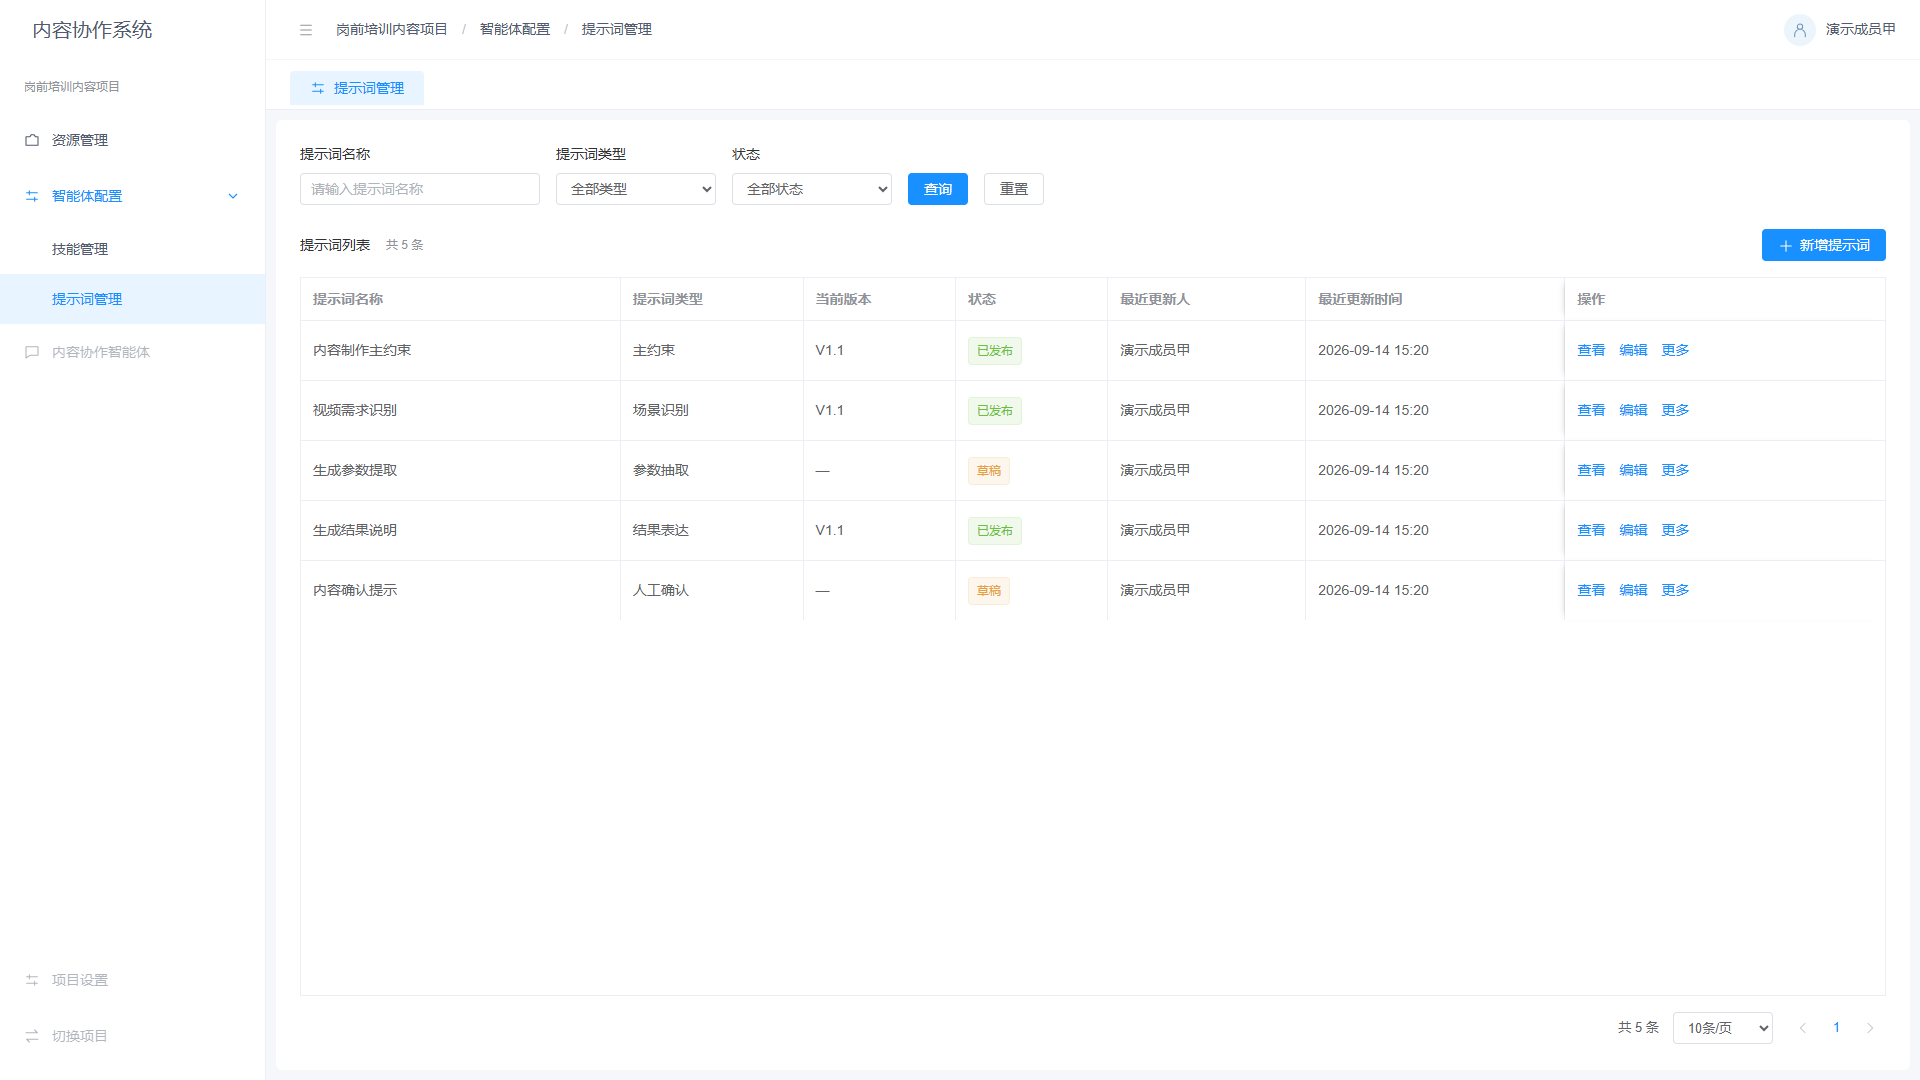 内容协作系统
岗前培训内容项目
资源管理
智能体配置
技能管理
提示词管理
内容协作智能体
项目设置
切换项目
岗前培训内容项目 / 智能体配置 / 提示词管理
演示成员甲
提示词管理
提示词名称 提示词类型 状态
请输入提示词名称 全部类型 全部状态 查询 重置
提示词列表 共 5 条 新增提示词
提示词名称 提示词类型 当前版本 状态 最近更新人 最近更新时间 操作
内容制作主约束 主约束 V1.1 已发布 演示成员甲 2026-09-14 15:20 查看 编辑 更多
视频需求识别 场景识别 V1.1 已发布 演示成员甲 2026-09-14 15:20 查看 编辑 更多
生成参数提取 参数抽取 — 草稿 演示成员甲 2026-09-14 15:20 查看 编辑 更多
生成结果说明 结果表达 V1.1 已发布 演示成员甲 2026-09-14 15:20 查看 编辑 更多
内容确认提示 人工确认 — 草稿 演示成员甲 2026-09-14 15:20 查看 编辑 更多
共 5 条 10条/页 1